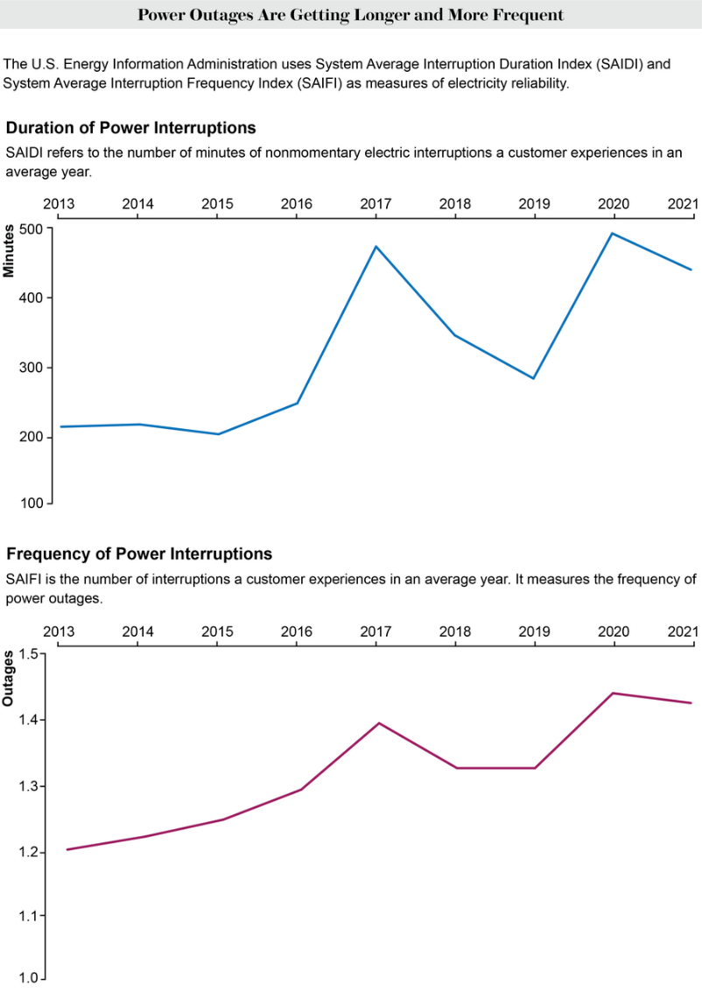 Power Outages Are Getting Longer and More Frequent
The U.S. Energy Information Administration uses System Average Interruption Duration Index (SAIDI) and
System Average Interruption Frequency Index (SAIFI) as measures of electricity reliability.
Duration of Power Interruptions
SAIDI refers to the number of minutes of nonmomentary electric interruptions a customer experiences in an
average year.
2013 2014 2015 2016 2017 2018 2019 2020 2021
Minutes
500
400
300
200
100
Frequency of Power Interruptions
SAIFI is the number of interruptions a customer experiences in an average year. It measures the frequency of
power outages.
2013 2014 2015 2016 2017 2018 2019 2020 2021
Outages
1.5
1.4
1.3
1.2
1.1
1.0